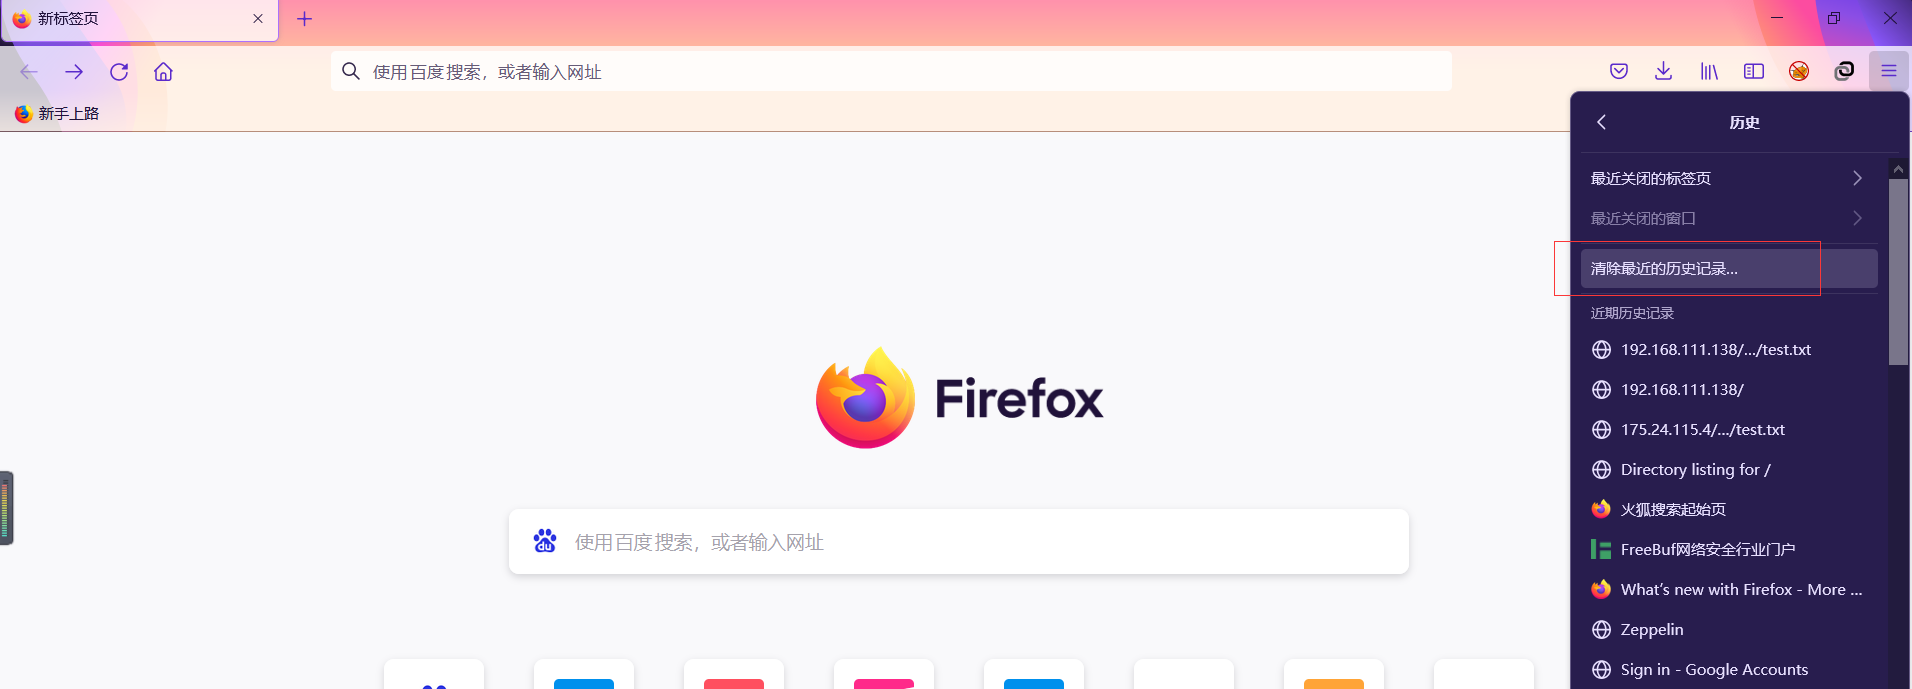 新标签页
使用百度搜索，或者输入网址
新手上路
历史
最近关闭的标签页
最近关闭的窗口
清除最近的历史记录...
近期历史记录
192.168.111.138/.../test.txt
192.168.111.138/
175.24.115.4/.../test.txt
Directory listing for /
火狐搜索起始页
FreeBuf网络安全行业门户
What’s new with Firefox - More ...
Zeppelin
Sign in - Google Accounts
Firefox
du
使用百度搜索，或者输入网址